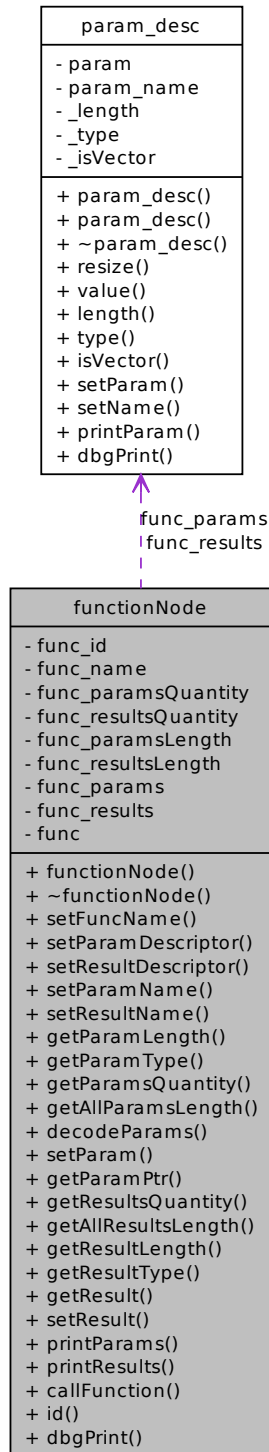 param_desc
- param
- param_name
- _length
- _type
- _isVector
+ param_desc()
+ param_desc()
+ ~param_desc()
+ resize()
+ value()
+ length()
+ type()
+ isVector()
+ setParam()
+ setName()
+ printParam()
+ dbgPrint()
func_params
func_results
functionNode
- func_id
- func_name
- func_paramsQuantity
- func_resultsQuantity
- func_paramsLength
- func_resultsLength
- func_params
- func_results
- func
+ functionNode()
+ ~functionNode()
+ setFuncName()
+ setParamDescriptor()
+ setResultDescriptor()
+ setParamName()
+ setResultName()
+ getParamLength()
+ getParamType()
+ getParamsQuantity()
+ getAllParamsLength()
+ decodeParams()
+ setParam()
+ getParamPtr()
+ getResultsQuantity()
+ getAllResultsLength()
+ getResultLength()
+ getResultType()
+ getResult()
+ setResult()
+ printParams()
+ printResults()
+ callFunction()
+ id()
+ dbgPrint()